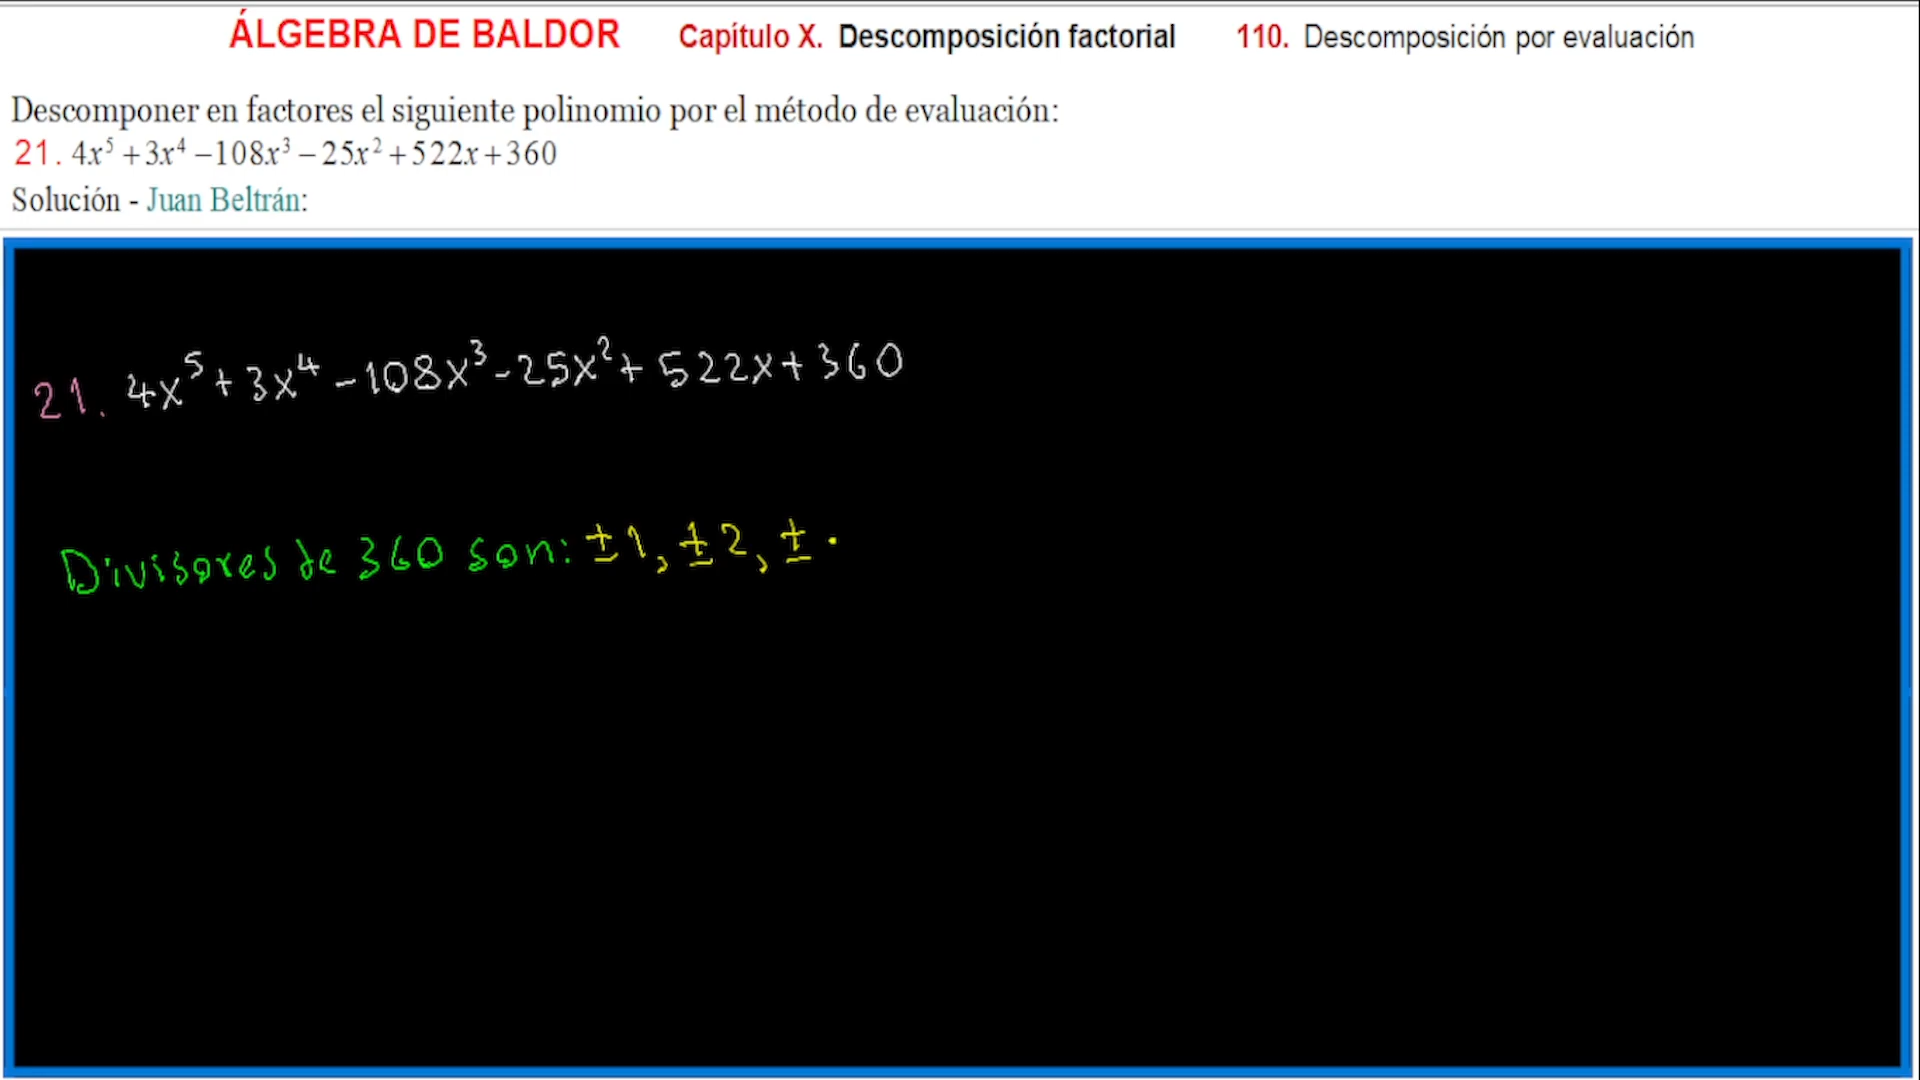 ÁLGEBRA DE BALDOR Capítulo X. Descomposición factorial 110. Descomposición por evaluación
Descomponer en factores el siguiente polinomio por el método de evaluación:
21. 4x⁵ +3x⁴ –108x³ – 25x² +522x+360
Solución - Juan Beltrán:
21. 4x⁵+3x⁴-108x³-25x²+522x+360
Divisores de 360 son: ±1, ±2, ± .